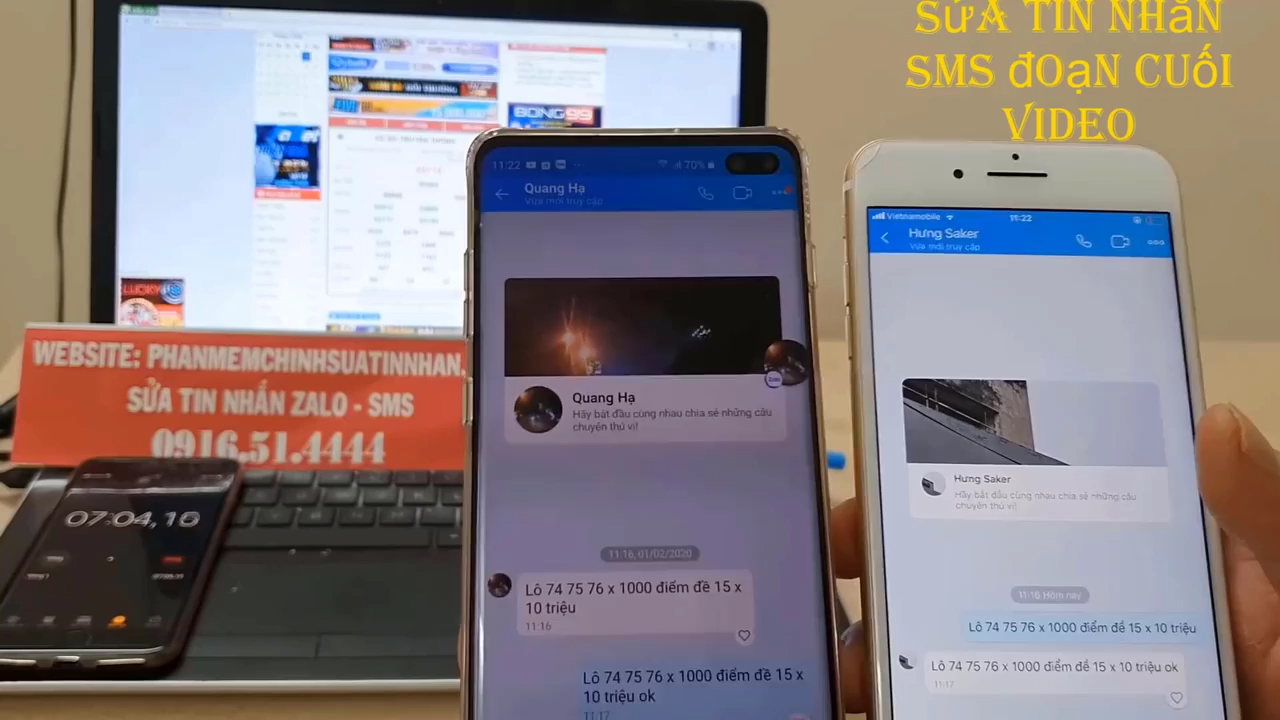 SỬA TIN NHẮN
SMS ĐOẠN CUỐI
VIDEO
BONG99
LUCKY
WEBSITE: PHANMEMCHINHSUATINNHAN.
SỬA TIN NHẮN ZALO - SMS
0916.51.4444
07:04,16
11:22
70%
Quang Hạ
Vừa mới truy cập
Quang Hạ
Hãy bắt đầu cùng nhau chia sẻ những câu
chuyện thú vị!
11:16, 01/02/2020
Lô 74 75 76 x 1000 điểm đề 15 x
10 triệu
11:16
Lô 74 75 76 x 1000 điểm đề 15 x
10 triệu ok
11:17
Vietnamobile
11:22
Hưng Saker
Vừa mới truy cập
Hưng Saker
Hãy bắt đầu cùng nhau chia sẻ những câu
chuyện thú vị!
11:16 Hôm nay
Lô 74 75 76 x 1000 điểm đề 15 x 10 triệu
Lô 74 75 76 x 1000 điểm đề 15 x 10 triệu ok
11:17